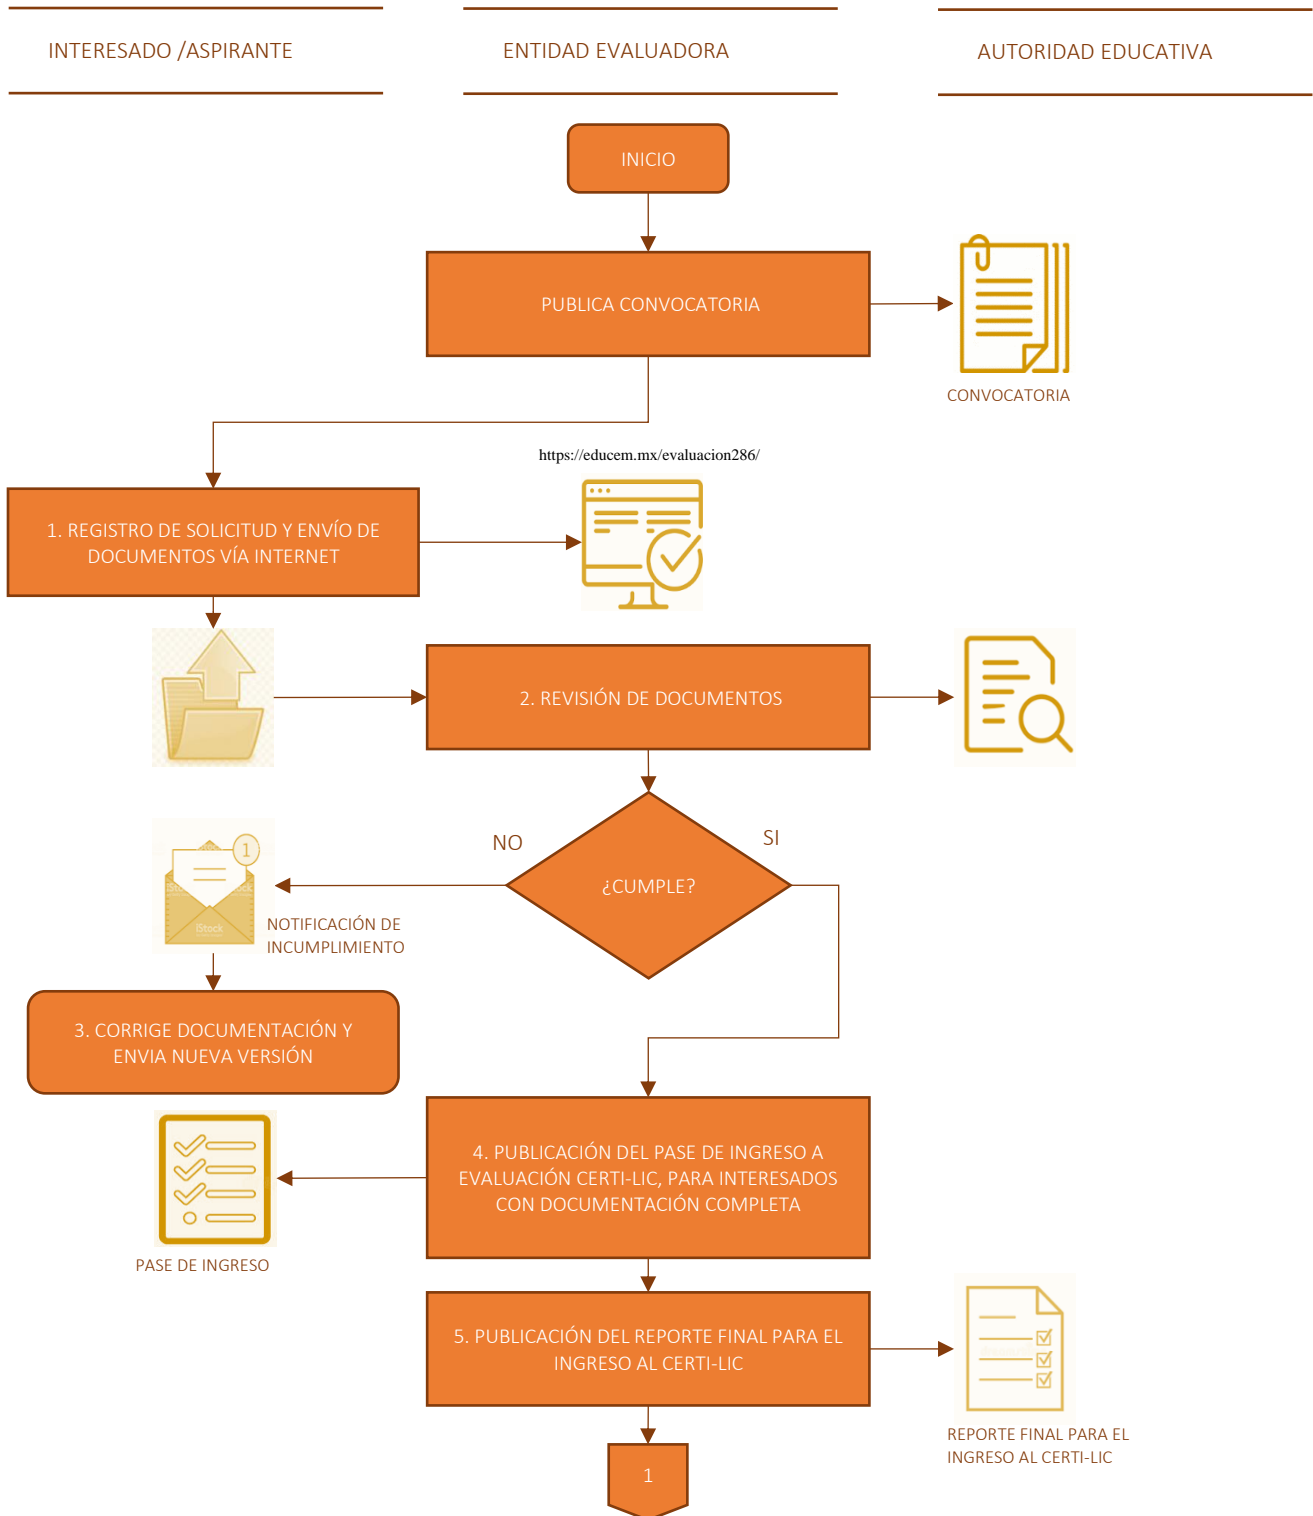 INTERESADO /ASPIRANTE
ENTIDAD EVALUADORA
AUTORIDAD EDUCATIVA
INICIO
PUBLICA CONVOCATORIA
CONVOCATORIA
https://educem.mx/evaluacion286/
1. REGISTRO DE SOLICITUD Y ENVÍO DE
DOCUMENTOS VÍA INTERNET
2. REVISIÓN DE DOCUMENTOS
NO
SI
¿CUMPLE?
1
iStock
NOTIFICACIÓN DE
INCUMPLIMIENTO
3. CORRIGE DOCUMENTACIÓN Y
ENVIA NUEVA VERSIÓN
4. PUBLICACIÓN DEL PASE DE INGRESO A
EVALUACIÓN CERTI-LIC, PARA INTERESADOS
CON DOCUMENTACIÓN COMPLETA
PASE DE INGRESO
5. PUBLICACIÓN DEL REPORTE FINAL PARA EL
INGRESO AL CERTI-LIC
REPORTE FINAL PARA EL
INGRESO AL CERTI-LIC
1